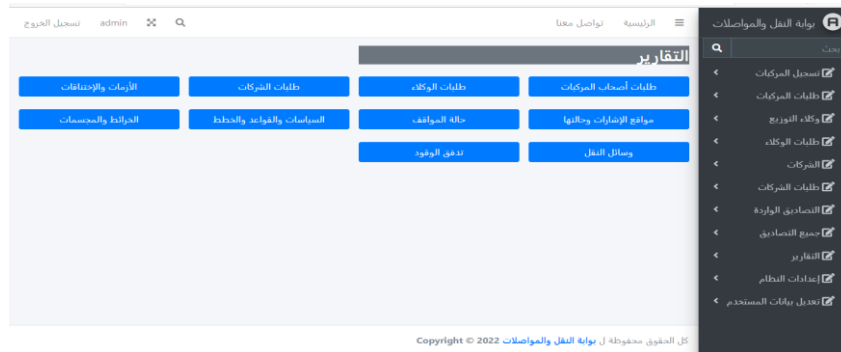 بوابة النقل والمواصلات
الرئيسية تواصل معنا
admin تسجيل الخروج
بحث
تسجيل المركبات
طلبات المركبات
وكلاء التوزيع
طلبات الوكلاء
الشركات
طلبات الشركات
التصاديق الواردة
جميع التصاديق
التقارير
إعدادات النظام
تعديل بيانات المستخدم
التقارير
طلبات أصحاب المركبات طلبات الوكلاء طلبات الشركات الأزمات والإختناقات
مواقع الإشارات وحالتها حالة المواقف السياسات والقواعد والخطط الخرائط والمجسمات
وسائل النقل تدفق الوقود
كل الحقوق محفوظة ل بوابة النقل والمواصلات Copyright © 2022